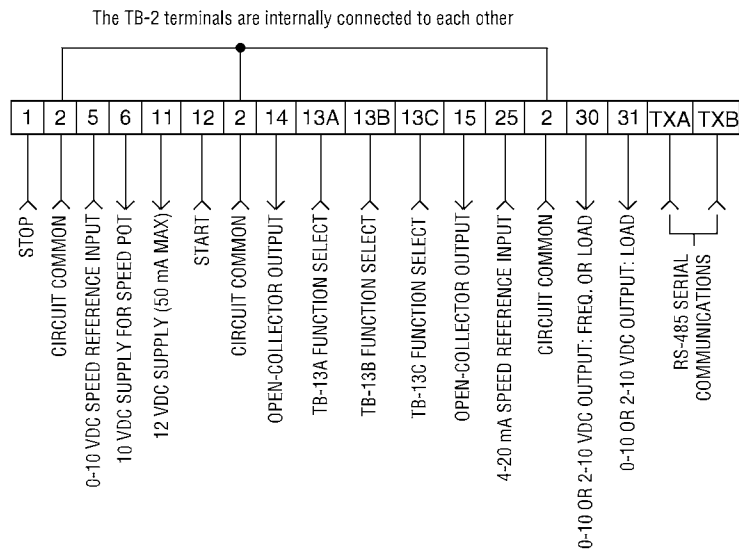 The TB-2 terminals are internally connected to each other
1 2 5 6 11 12 2 14 13A 13B 13C 15 25 2 30 31 TXA TXB
STOP
CIRCUIT COMMON
0-10 VDC SPEED REFERENCE INPUT
10 VDC SUPPLY FOR SPEED POT
12 VDC SUPPLY (50 mA MAX)
START
CIRCUIT COMMON
OPEN-COLLECTOR OUTPUT
TB-13A FUNCTION SELECT
TB-13B FUNCTION SELECT
TB-13C FUNCTION SELECT
OPEN-COLLECTOR OUTPUT
4-20 mA SPEED REFERENCE INPUT
CIRCUIT COMMON
0-10 OR 2-10 VDC OUTPUT: FREQ. OR LOAD
0-10 OR 2-10 VDC OUTPUT: LOAD
RS-485 SERIAL
COMMUNICATIONS